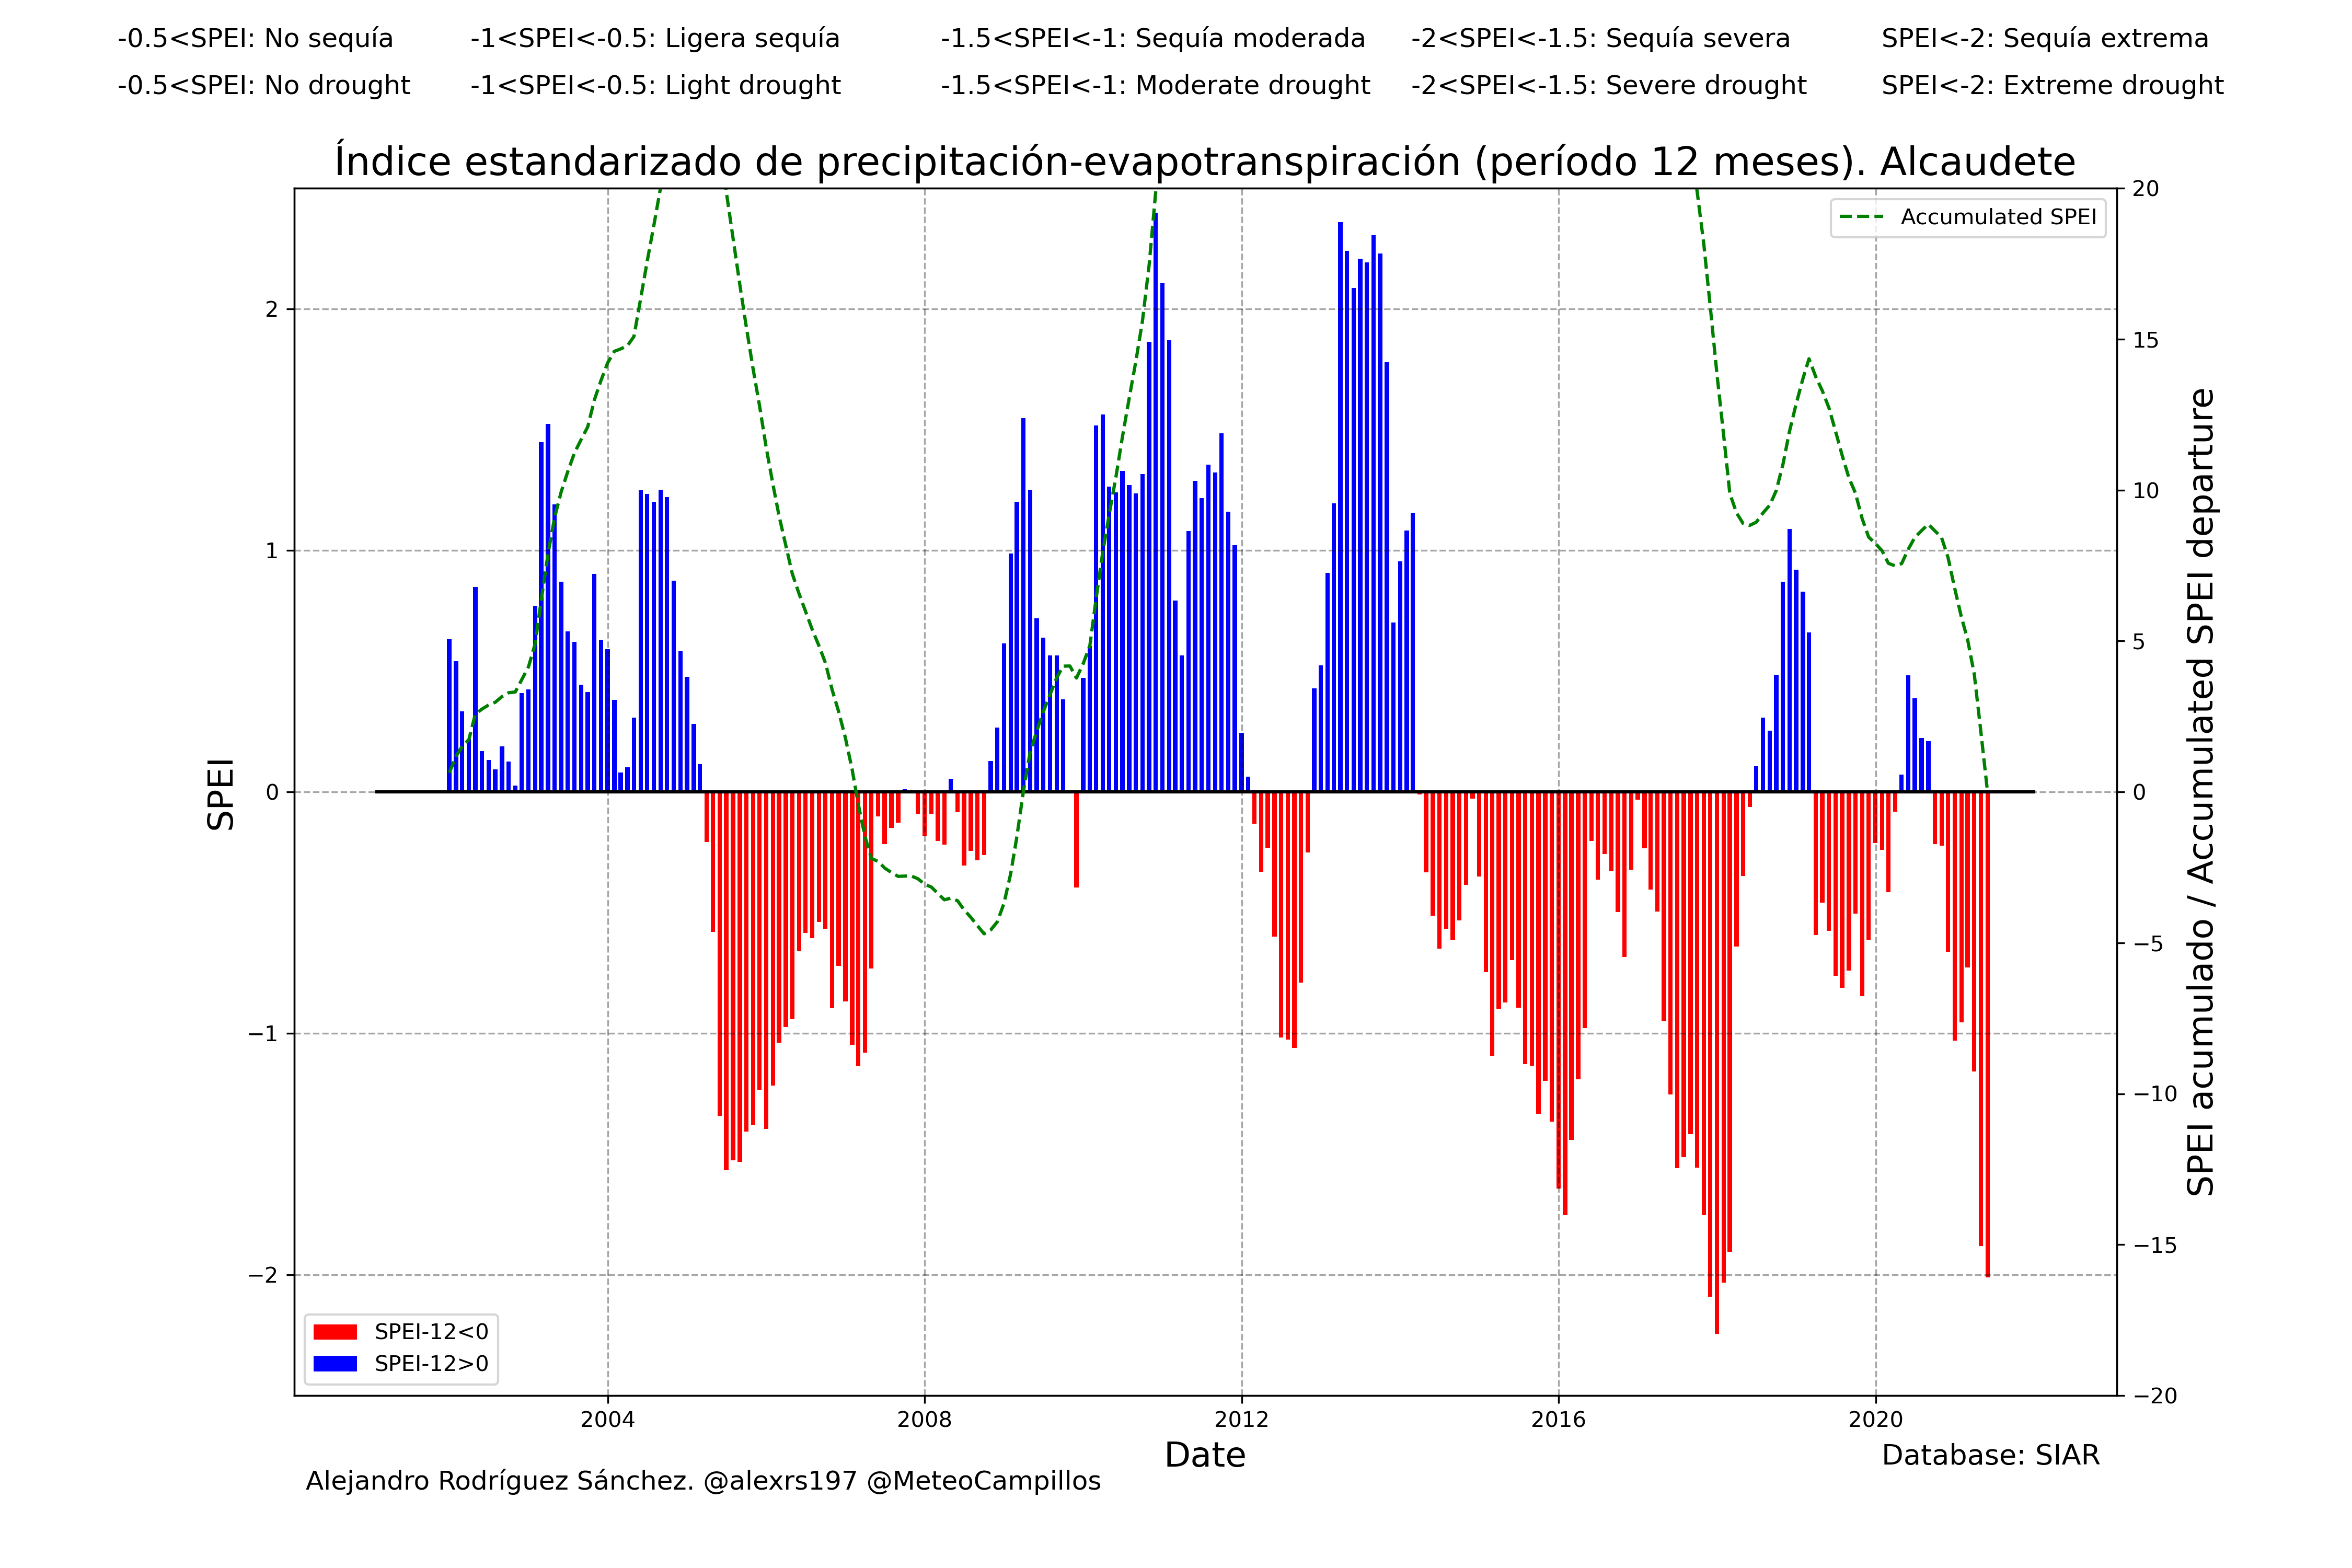 -0.5<SPEI: No sequía -1<SPEI<-0.5: Ligera sequía -1.5<SPEI<-1: Sequía moderada -2<SPEI<-1.5: Sequía severa SPEI<-2: Sequía extrema
-0.5<SPEI: No drought -1<SPEI<-0.5: Light drought -1.5<SPEI<-1: Moderate drought -2<SPEI<-1.5: Severe drought SPEI<-2: Extreme drought
Índice estandarizado de precipitación-evapotranspiración (período 12 meses). Alcaudete
Accumulated SPEI
SPEI
2
1
0
−1
−2
20
15
10
5
0
−5
−10
−15
−20
SPEI acumulado / Accumulated SPEI departure
SPEI-12<0
SPEI-12>0
2004 2008 2012 2016 2020
Date
Database: SIAR
Alejandro Rodríguez Sánchez. @alexrs197 @MeteoCampillos